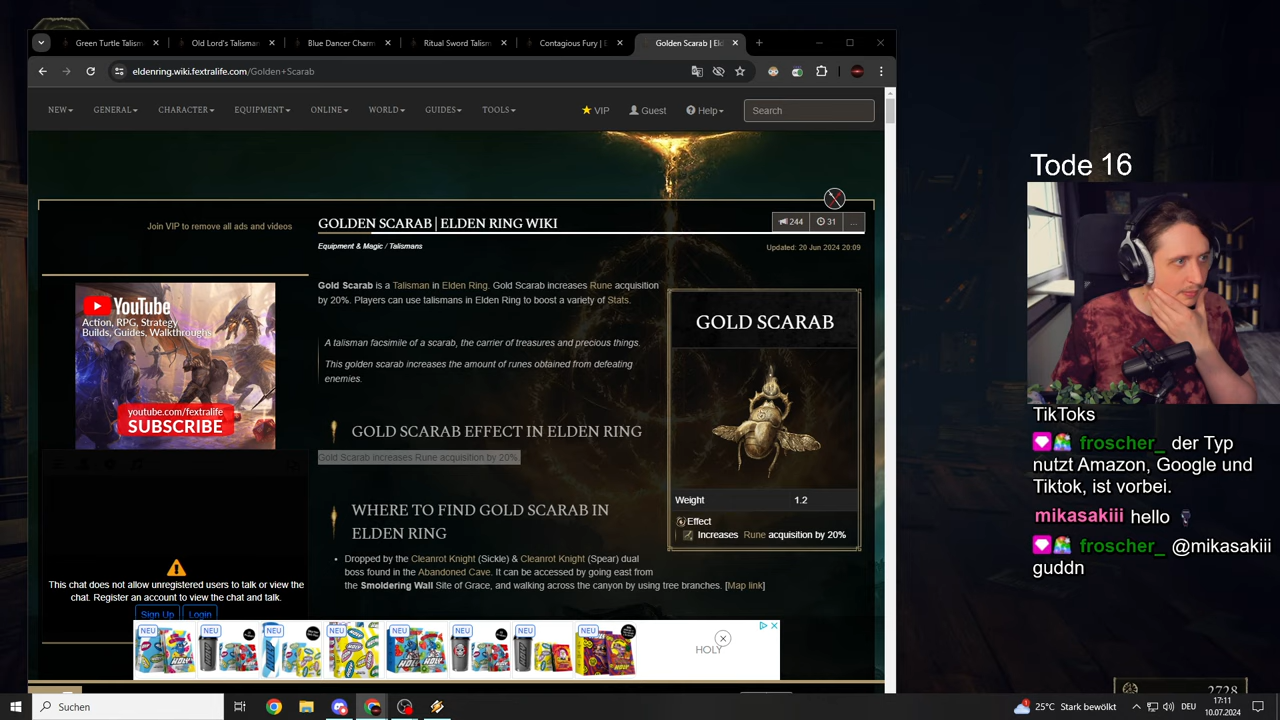 Green Turtle Talism
Old Lord's Talisman
Blue Dancer Charm
Ritual Sword Talism
Contagious Fury | E
Golden Scarab | Eld
eldenring.wiki.fextralife.com/Golden+Scarab
NEW GENERAL CHARACTER EQUIPMENT ONLINE WORLD GUIDES TOOLS VIP Guest Help Search
Join VIP to remove all ads and videos
GOLDEN SCARAB | ELDEN RING WIKI
244 31 ...
Equipment & Magic / Talismans
Updated: 20 Jun 2024 20:09
Gold Scarab is a Talisman in Elden Ring. Gold Scarab increases Rune acquisition
by 20%. Players can use talismans in Elden Ring to boost a variety of Stats.
A talisman facsimile of a scarab, the carrier of treasures and precious things.
This golden scarab increases the amount of runes obtained from defeating
enemies.
GOLD SCARAB EFFECT IN ELDEN RING
Gold Scarab increases Rune acquisition by 20%.
WHERE TO FIND GOLD SCARAB IN
ELDEN RING
• Dropped by the Cleanrot Knight (Sickle) & Cleanrot Knight (Spear) dual
boss found in the Abandoned Cave. It can be accessed by going east from
the Smoldering Wall Site of Grace, and walking across the canyon by using tree branches. [Map link]
GOLD SCARAB
Weight 1.2
Effect
Increases Rune acquisition by 20%
YouTube
Action, RPG, Strategy
Builds, Guides, Walkthroughs
youtube.com/fextralife
SUBSCRIBE
This chat does not allow unregistered users to talk or view the
chat. Register an account to view the chat and talk.
Sign Up Login
NEU NEU NEU NEU NEU NEU NEU NEU
HOLY
Tode 16
TikToks
froscher_ der Typ
nutzt Amazon, Google und
Tiktok, ist vorbei.
mikasakiii hello
froscher_ @mikasakiii
guddn
2728
Suchen
25°C Stark bewölkt
DEU
17:11
10.07.2024